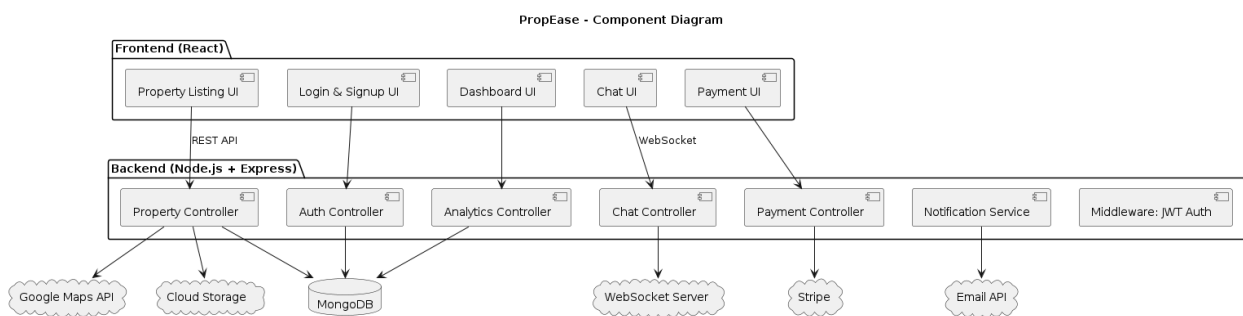 PropEase - Component Diagram
Frontend (React)
Property Listing UI
Login & Signup UI
Dashboard UI
Chat UI
Payment UI
REST API
WebSocket
Backend (Node.js + Express)
Property Controller
Auth Controller
Analytics Controller
Chat Controller
Payment Controller
Notification Service
Middleware: JWT Auth
Google Maps API
Cloud Storage
MongoDB
WebSocket Server
Stripe
Email API